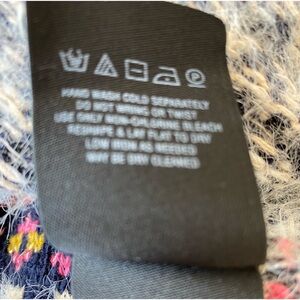 HAND WASH COLD SEPARATELY
DO NOT WRING OR TWIST
USE ONLY NON-CHLORINE BLEACH
RESHAPE & LAY FLAT TO DRY
LOW IRON AS NEEDED
MAY BE DRY CLEANED